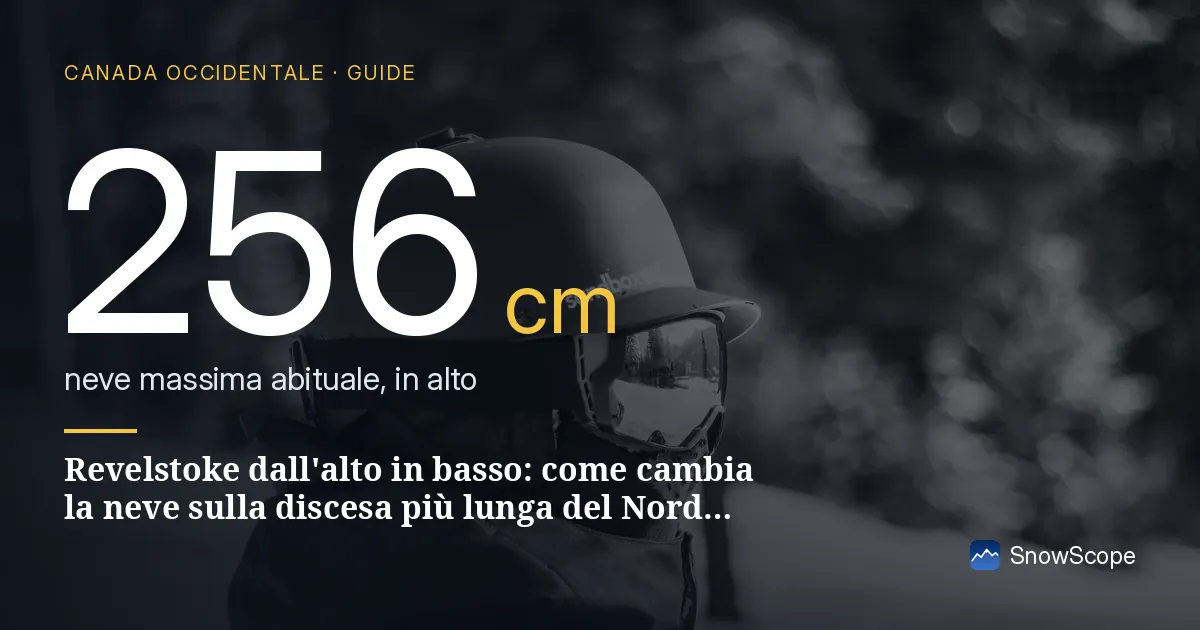 CANADA OCCIDENTALE · GUIDE
256 cm
neve massima abituale, in alto
Revelstoke dall'alto in basso: come cambia
la neve sulla discesa più lunga del Nord…
SnowScope